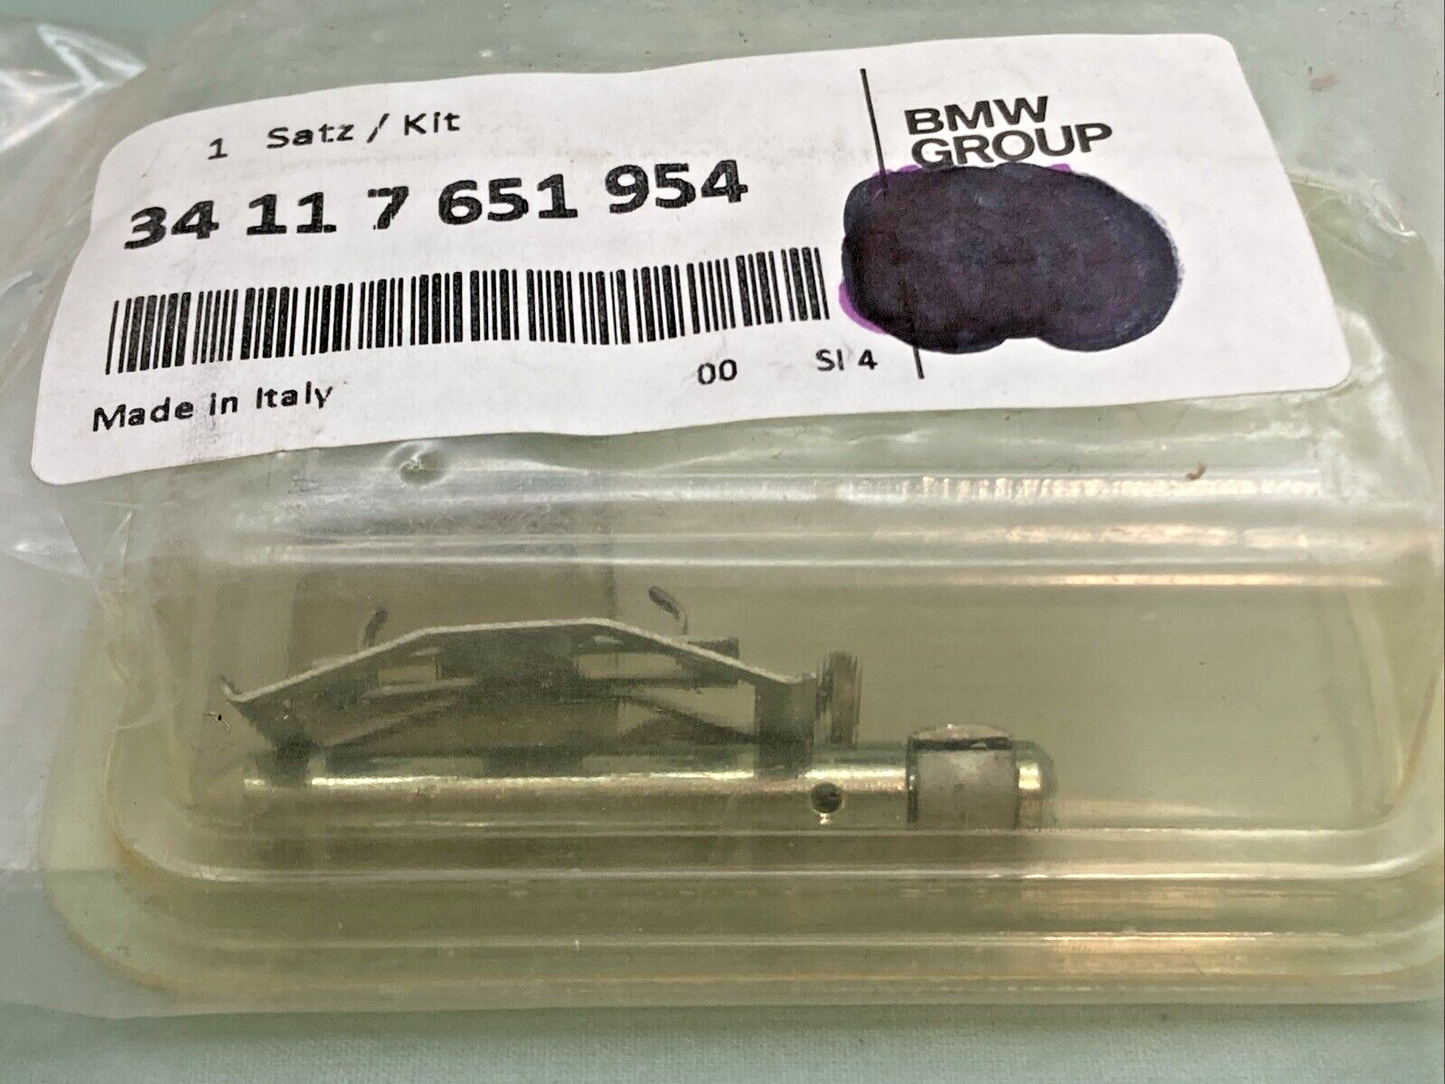 1 Satz / Kit
34 11 7 651 954
Made in Italy
00 SI 4
BMW
GROUP